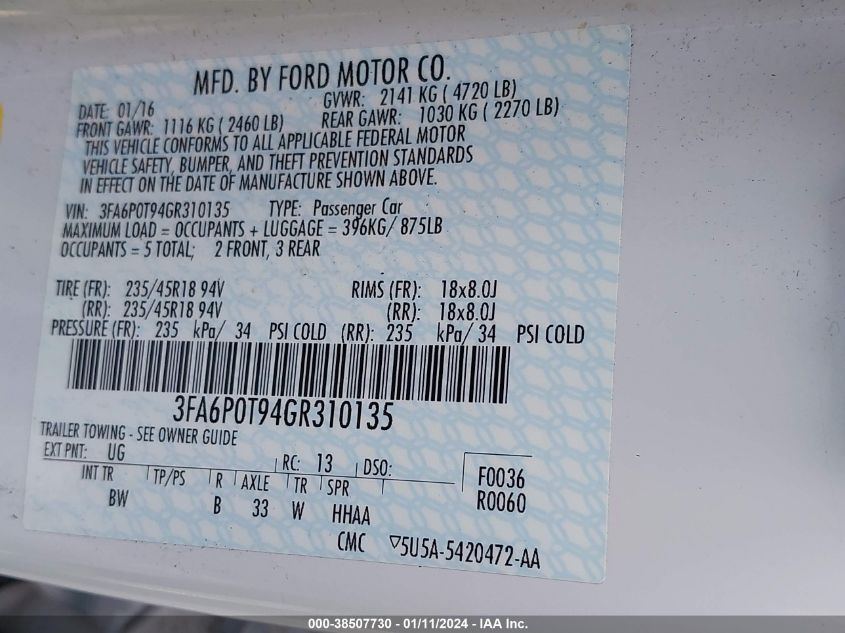 MFD. BY FORD MOTOR CO.
DATE: 01/16 GVWR: 2141 KG ( 4720 LB)
FRONT GAWR: 1116 KG ( 2460 LB) REAR GAWR: 1030 KG ( 2270 LB)
THIS VEHICLE CONFORMS TO ALL APPLICABLE FEDERAL MOTOR
VEHICLE SAFETY, BUMPER, AND THEFT PREVENTION STANDARDS
IN EFFECT ON THE DATE OF MANUFACTURE SHOWN ABOVE.
VIN: 3FA6P0T94GR310135 TYPE: Passenger Car
MAXIMUM LOAD = OCCUPANTS + LUGGAGE = 396KG/ 875LB
OCCUPANTS = 5 TOTAL; 2 FRONT, 3 REAR
TIRE (FR): 235/45R18 94V RIMS (FR): 18x8.0J
(RR): 235/45R18 94V (RR): 18x8.0J
PRESSURE (FR): 235 kPa/ 34 PSI COLD (RR): 235 kPa/ 34 PSI COLD
3FA6P0T94GR310135
TRAILER TOWING - SEE OWNER GUIDE
EXT PNT: UG RC: 13 DSO: F0036
INT TR TP/PS R AXLE TR SPR R0060
BW B 33 W HHAA
CMC ▽5U5A-5420472-AA
000-38507730 - 01/11/2024 - IAA Inc.